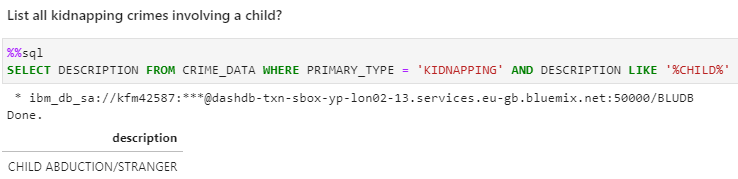 List all kidnapping crimes involving a child?
%%sql
SELECT DESCRIPTION FROM CRIME_DATA WHERE PRIMARY_TYPE = 'KIDNAPPING' AND DESCRIPTION LIKE '%CHILD%'
* ibm_db_sa://kfm42587:***@dashdb-txn-sbox-yp-lon02-13.services.eu-gb.bluemix.net:50000/BLUDB
Done.
description
CHILD ABDUCTION/STRANGER